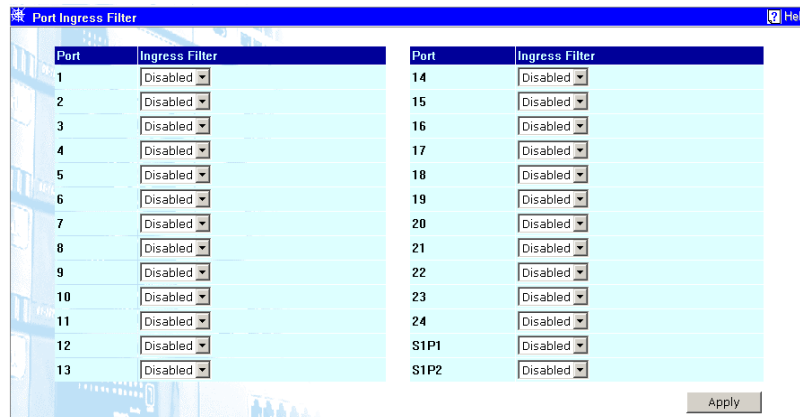 Port Ingress Filter
? Hel
Port Ingress Filter
1 Disabled
2 Disabled
3 Disabled
4 Disabled
5 Disabled
6 Disabled
7 Disabled
8 Disabled
9 Disabled
10 Disabled
11 Disabled
12 Disabled
13 Disabled
Port Ingress Filter
14 Disabled
15 Disabled
16 Disabled
17 Disabled
18 Disabled
19 Disabled
20 Disabled
21 Disabled
22 Disabled
23 Disabled
24 Disabled
S1P1 Disabled
S1P2 Disabled
Apply